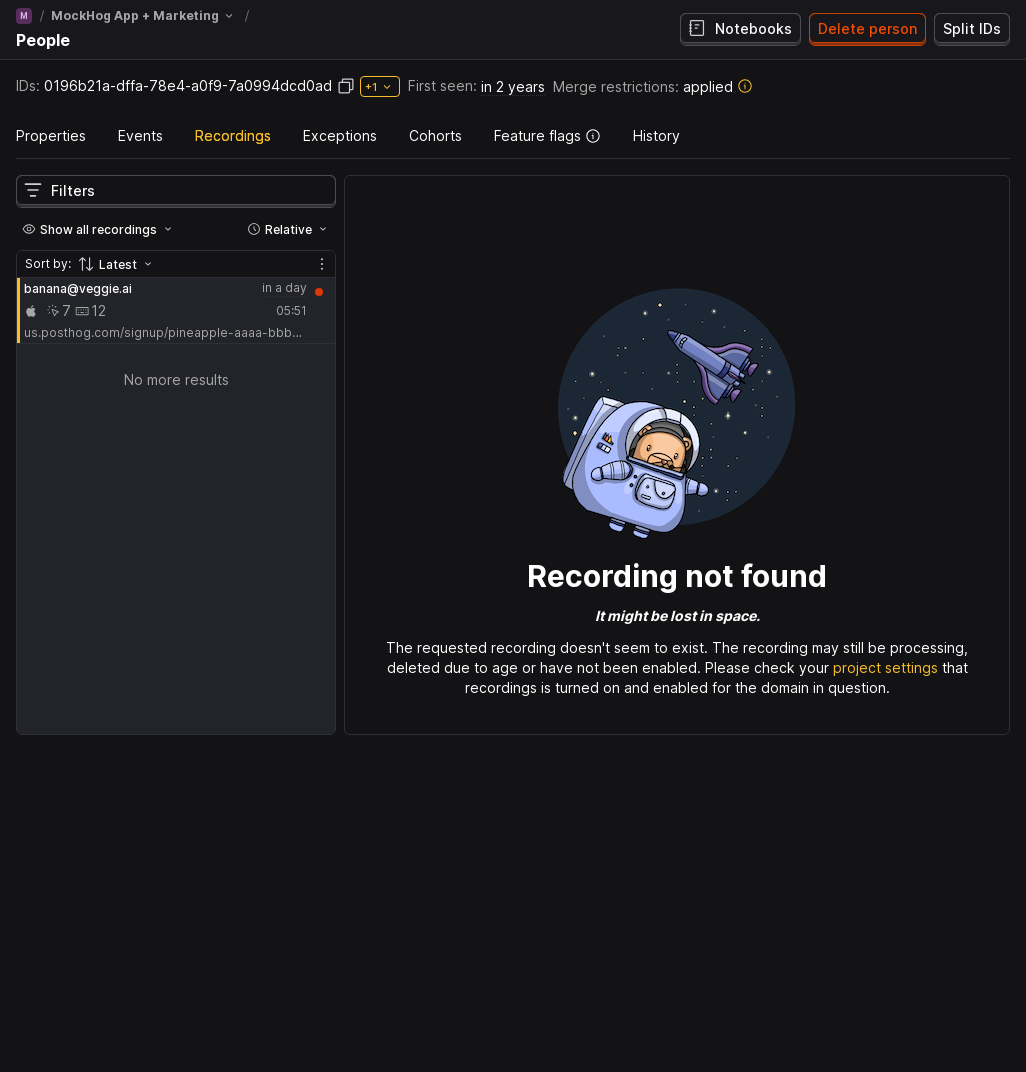 M / MockHog App + Marketing /
People
Notebooks
Delete person
Split IDs
IDs: 0196b21a-dffa-78e4-a0f9-7a0994dcd0ad +1 First seen: in 2 years Merge restrictions: applied
Properties Events Recordings Exceptions Cohorts Feature flags History
Filters
Show all recordings Relative
Sort by: Latest
banana@veggie.ai in a day
7 12 05:51
us.posthog.com/signup/pineapple-aaaa-bbb...
No more results
Recording not found
It might be lost in space.
The requested recording doesn't seem to exist. The recording may still be processing,
deleted due to age or have not been enabled. Please check your project settings that
recordings is turned on and enabled for the domain in question.